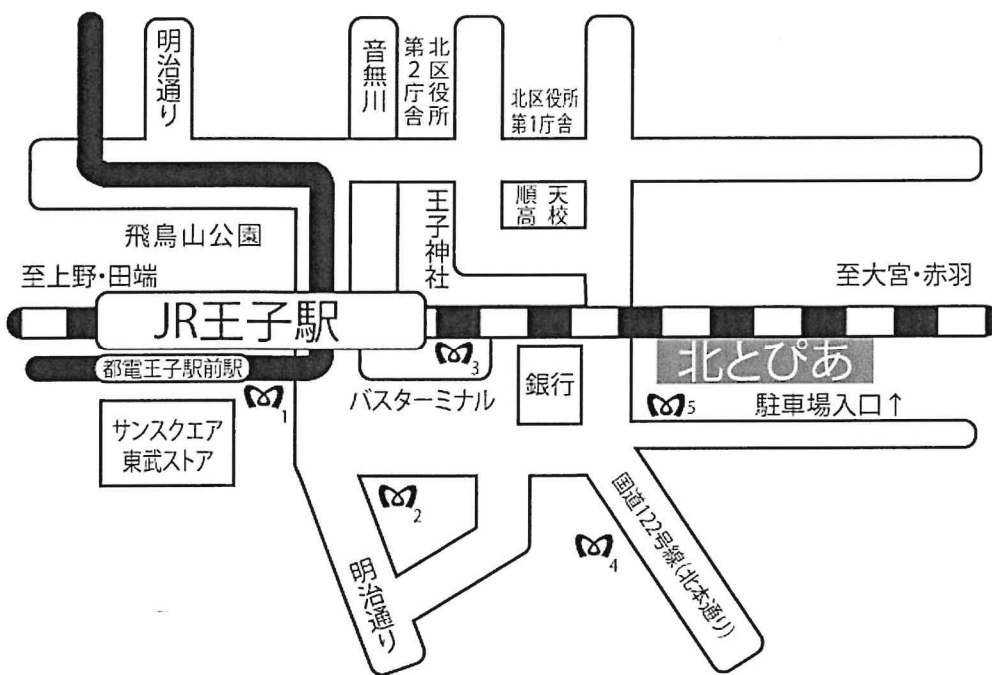 明治通り
音無川
北区役所
第2庁舎
北区役所
第1庁舎
順天
高校
王子神社
飛鳥山公園
至上野・田端
至大宮・赤羽
JR王子駅
都電王子駅前駅
北とぴあ
3
銀行
1
バスターミナル
5
駐車場入口↑
サンスクエア
東武ストア
2
4
国道122号線(北本通り)
明治通り